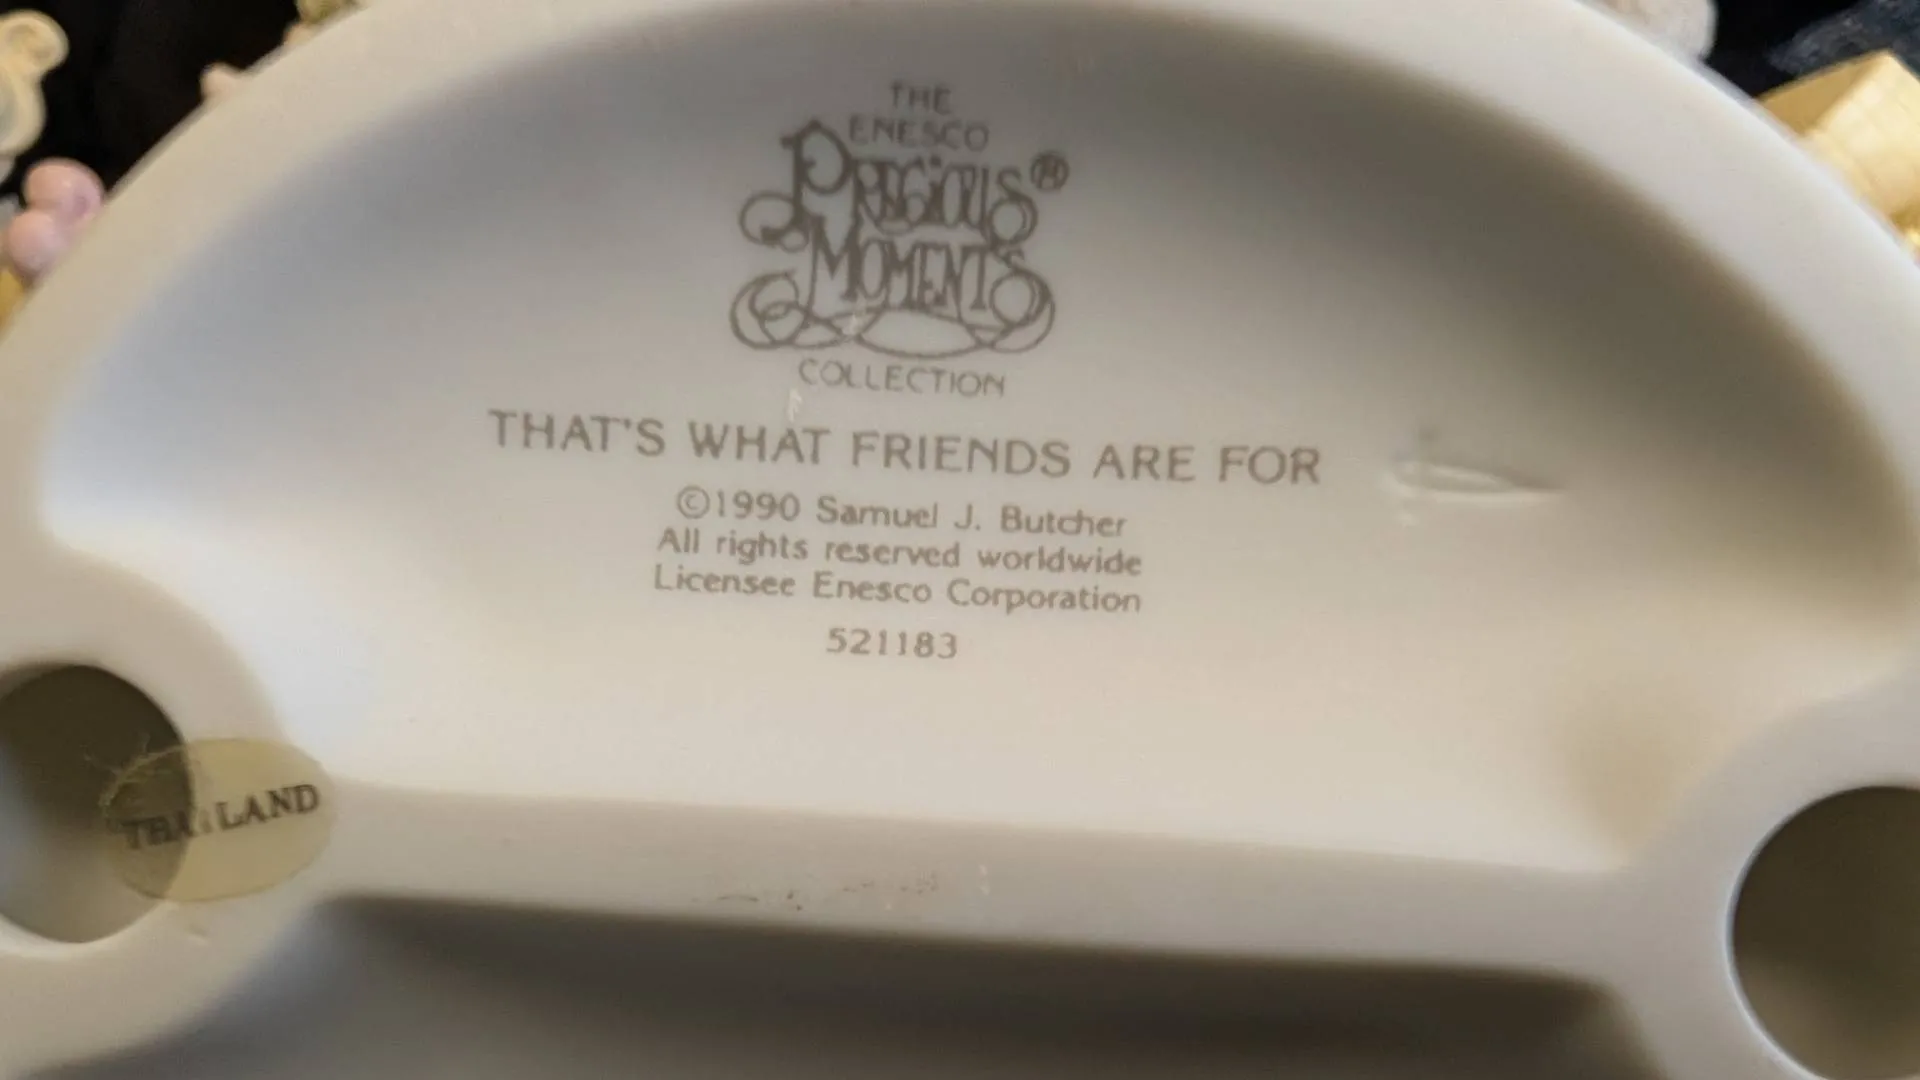 THE
ENESCO
PRECIOUS®
MOMENTS
COLLECTION
THAT'S WHAT FRIENDS ARE FOR
©1990 Samuel J. Butcher
All rights reserved worldwide
Licensee Enesco Corporation
521183
THAILAND